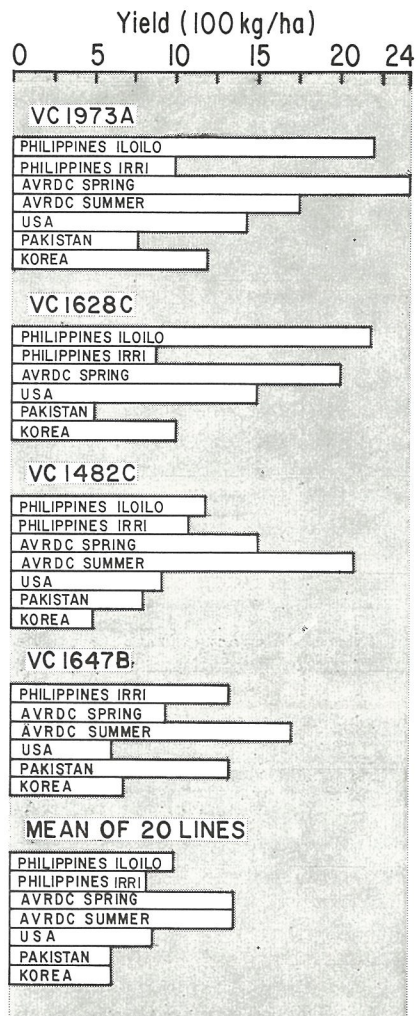 Yield (100 kg/ha)
0 5 10 15 20 24
VC 1973A
PHILIPPINES ILOILO
PHILIPPINES IRRI
AVRDC SPRING
AVRDC SUMMER
USA
PAKISTAN
KOREA
VC 1628C
PHILIPPINES ILOILO
PHILIPPINES IRRI
AVRDC SPRING
USA
PAKISTAN
KOREA
VC 1482C
PHILIPPINES ILOILO
PHILIPPINES IRRI
AVRDC SPRING
AVRDC SUMMER
USA
PAKISTAN
KOREA
VC 1647B
PHILIPPINES IRRI
AVRDC SPRING
AVRDC SUMMER
USA
PAKISTAN
KOREA
MEAN OF 20 LINES
PHILIPPINES ILOILO
PHILIPPINES IRRI
AVRDC SPRING
AVRDC SUMMER
USA
PAKISTAN
KOREA